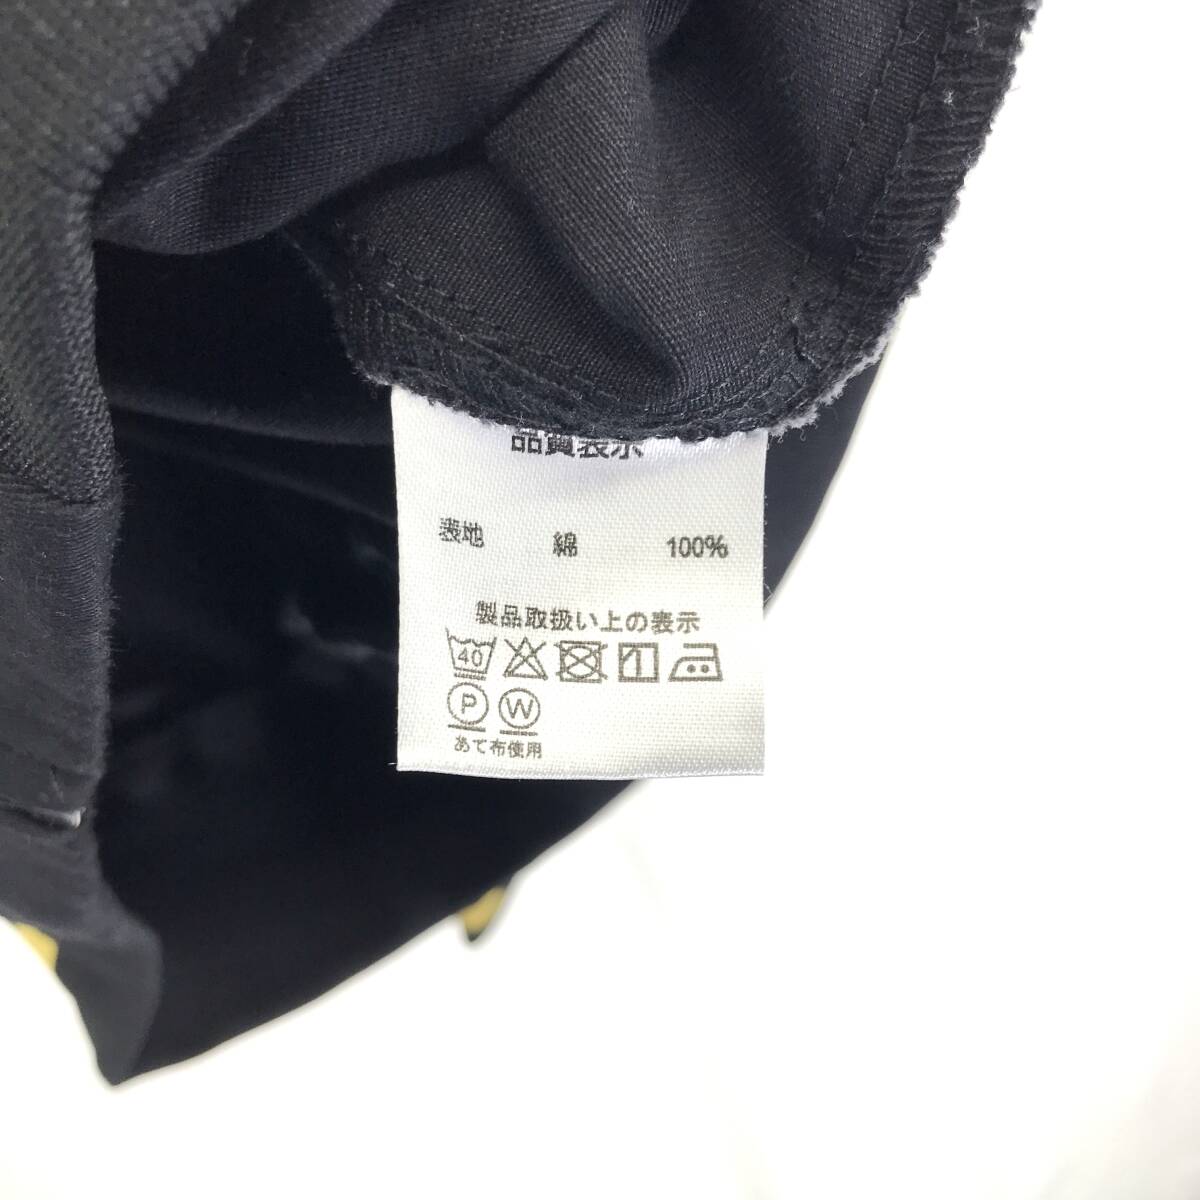 品質表示
表地 綿 100%
製品取扱い上の表示
40
P W
あて布使用